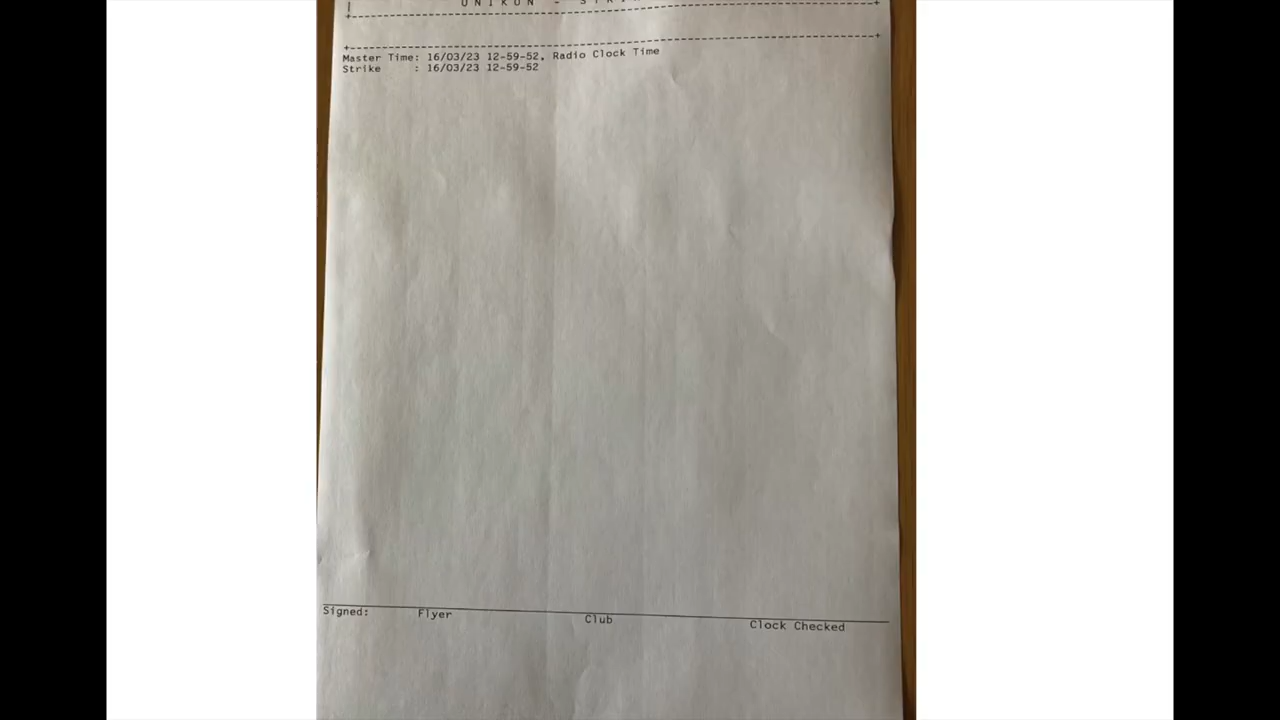 UNIKON -
Master Time: 16/03/23 12-59-52, Radio Clock Time
Strike : 16/03/23 12-59-52
Signed: Flyer Club Clock Checked